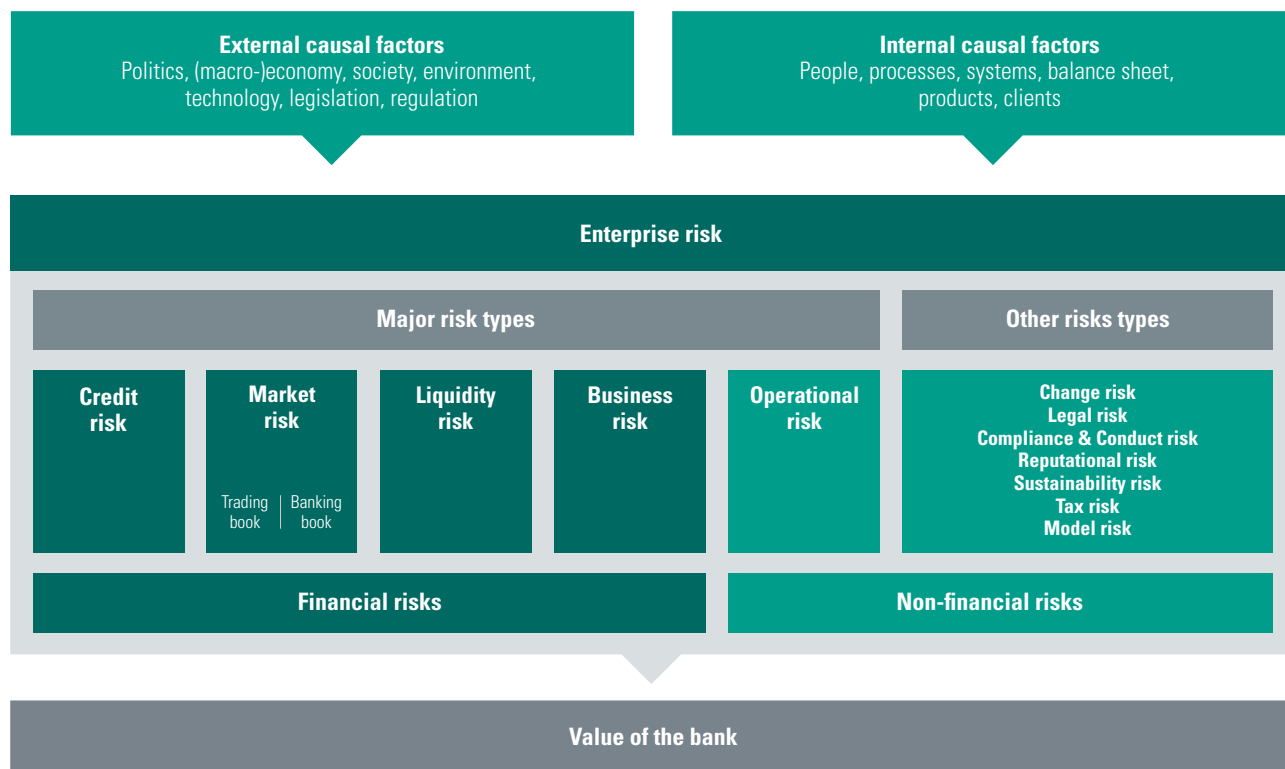 External causal factors
Politics, (macro-)economy, society, environment,
technology, legislation, regulation
Internal causal factors
People, processes, systems, balance sheet,
products, clients
Enterprise risk
Major risk types
Other risks types
Credit
risk
Market
risk
Trading
book
Banking
book
Liquidity
risk
Business
risk
Operational
risk
Change risk
Legal risk
Compliance & Conduct risk
Reputational risk
Sustainability risk
Tax risk
Model risk
Financial risks
Non-financial risks
Value of the bank